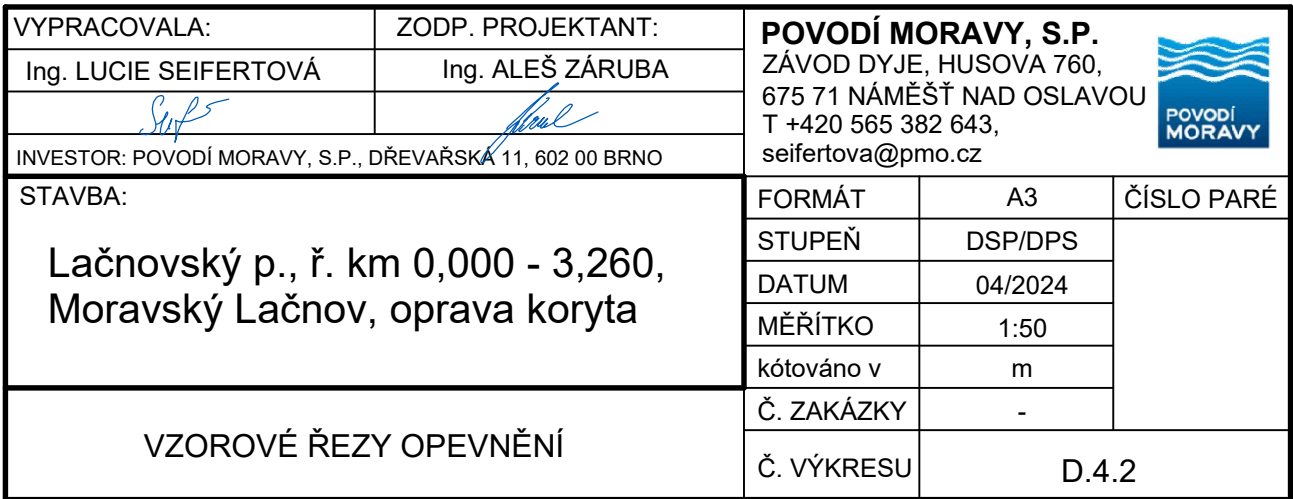 VYPRACOVALA:
Ing. LUCIE SEIFERTOVÁ
ZODP. PROJEKTANT:
Ing. ALEŠ ZÁRUBA
INVESTOR: POVODÍ MORAVY, S.P., DŘEVAŘSKÁ 11, 602 00 BRNO
POVODÍ MORAVY, S.P.
ZÁVOD DYJE, HUSOVA 760,
675 71 NÁMĚŠŤ NAD OSLAVOU
T +420 565 382 643,
seifertova@pmo.cz
POVODÍ
MORAVY
STAVBA:
Lačnovský p., ř. km 0,000 - 3,260,
Moravský Lačnov, oprava koryta
VZOROVÉ ŘEZY OPEVNĚNÍ
FORMÁT A3 ČÍSLO PARÉ
STUPEŇ DSP/DPS
DATUM 04/2024
MĚŘÍTKO 1:50
kótováno v m
Č. ZAKÁZKY -
Č. VÝKRESU D.4.2